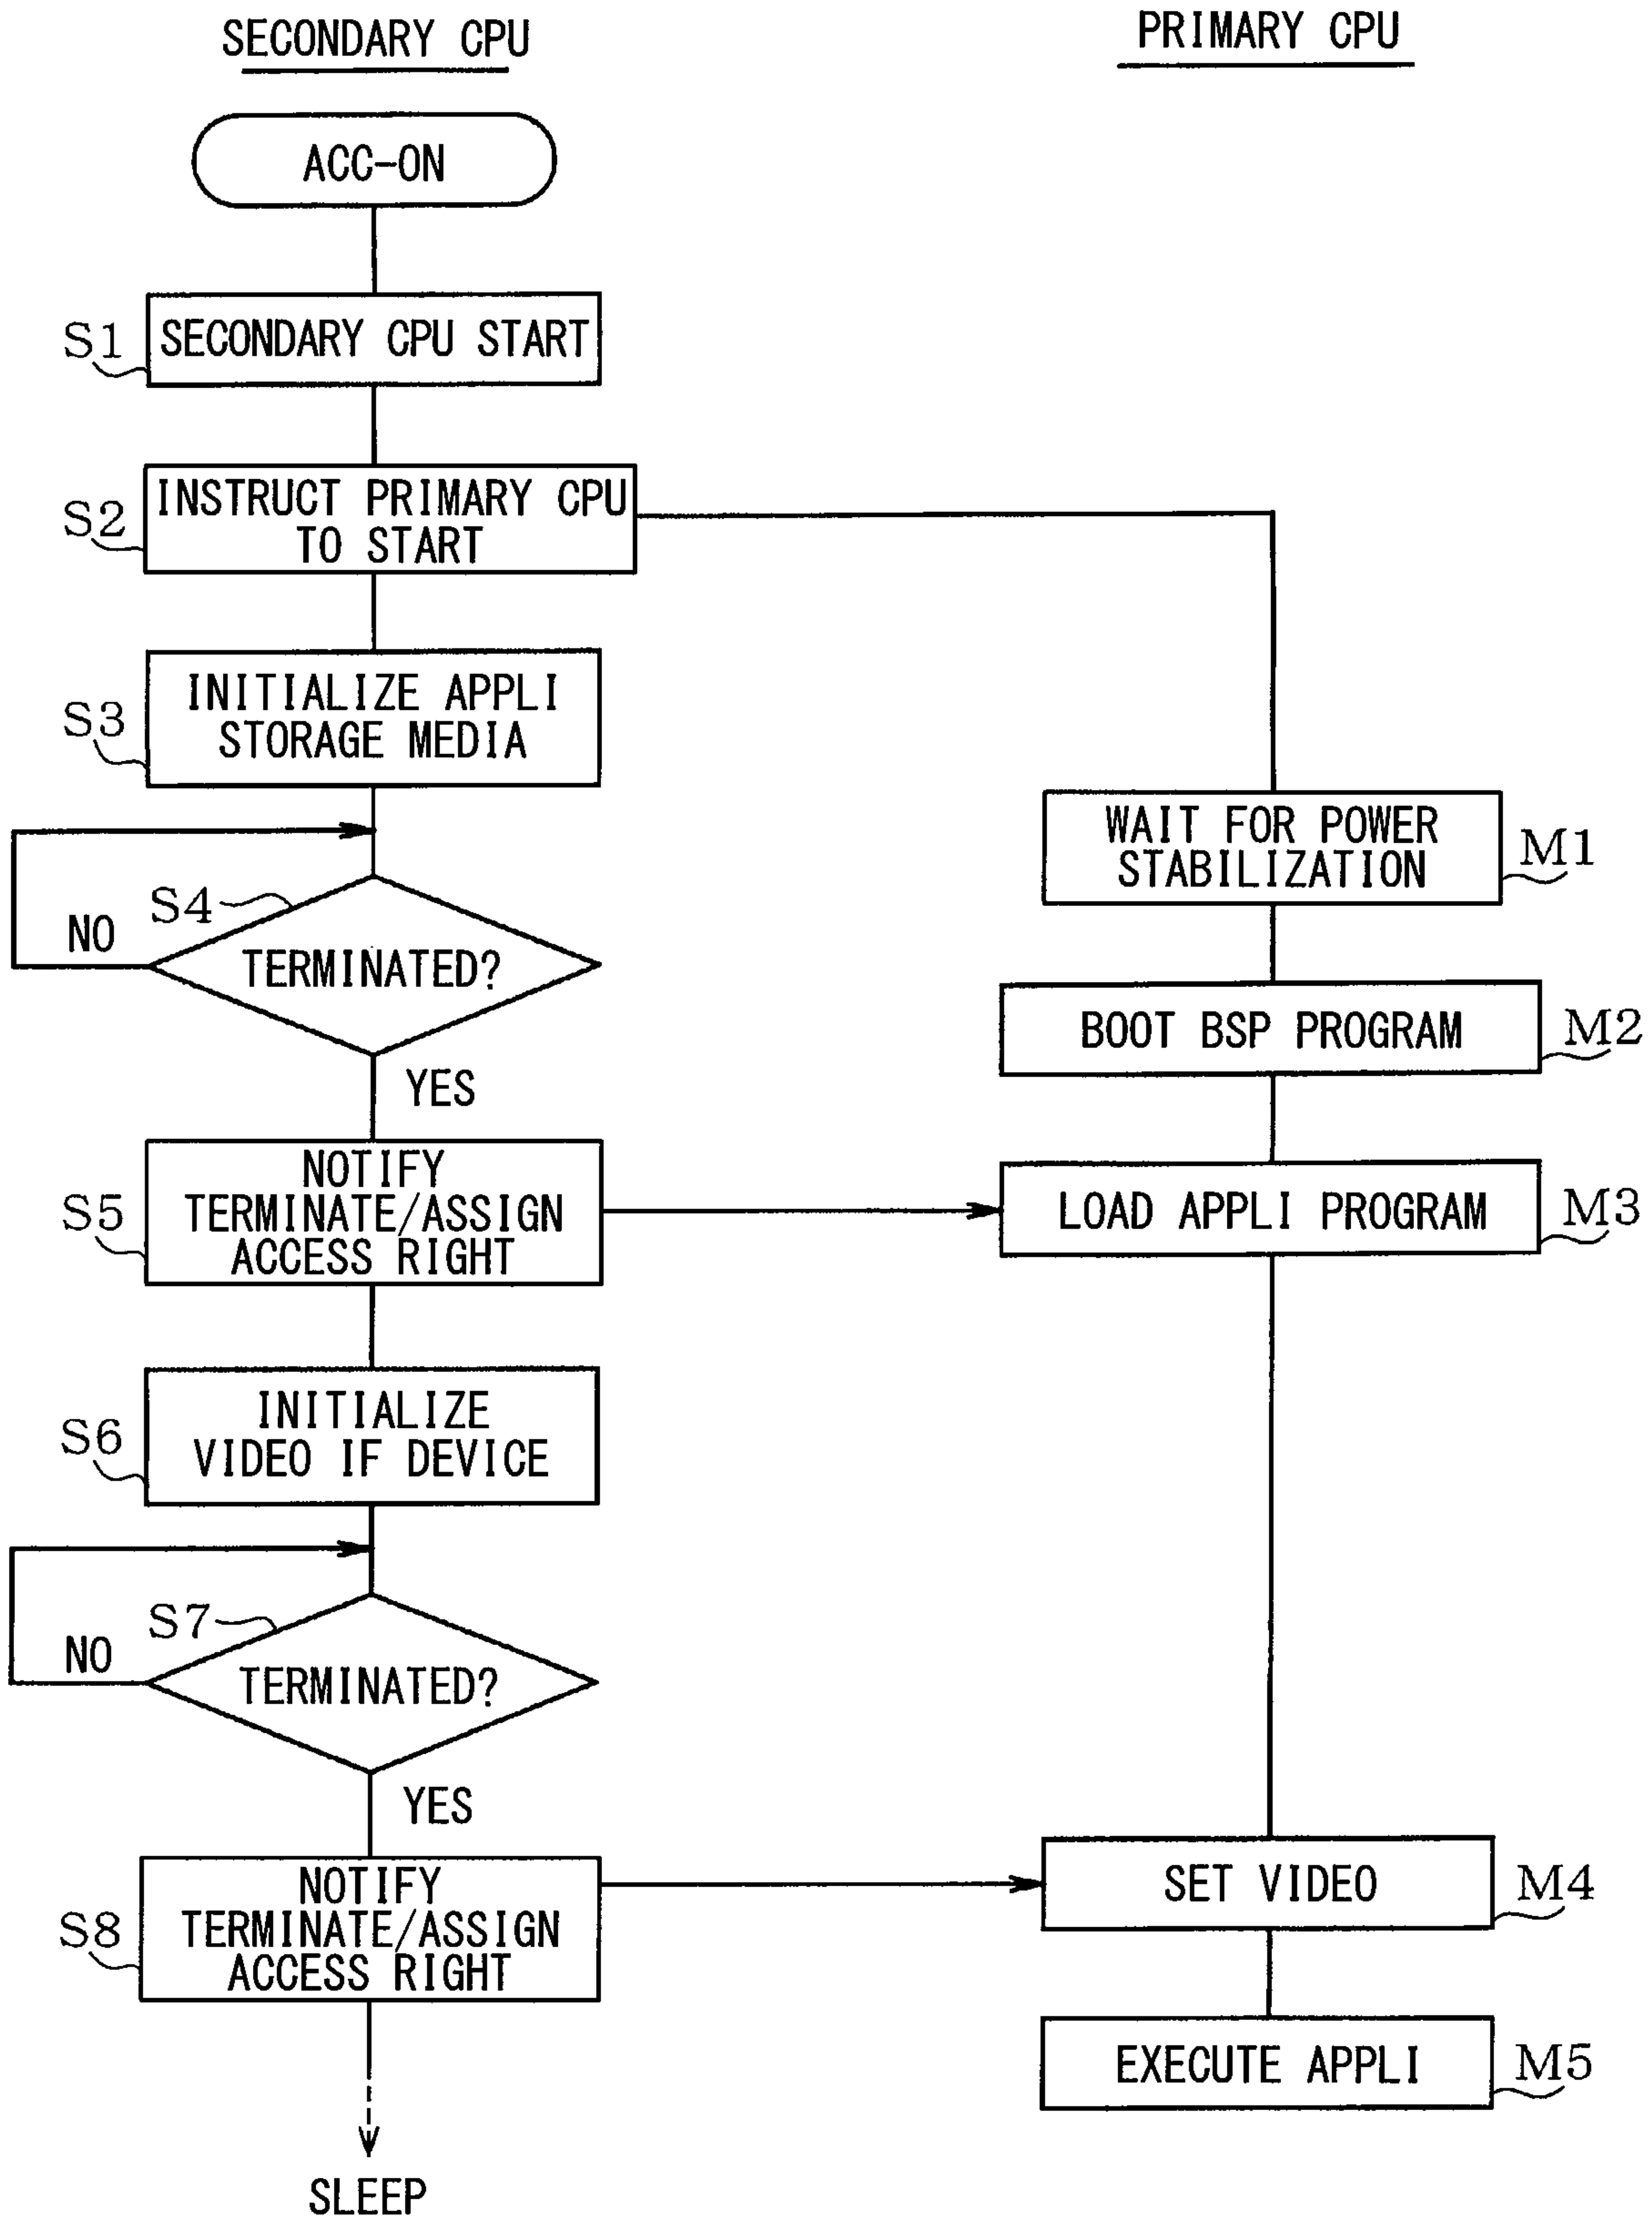 SECONDARY CPU
PRIMARY CPU
ACC-ON
S1
SECONDARY CPU START
S2
INSTRUCT PRIMARY CPU
TO START
S3
INITIALIZE APPLI
STORAGE MEDIA
WAIT FOR POWER
STABILIZATION
M1
S4
NO
TERMINATED?
YES
BOOT BSP PROGRAM
M2
S5
NOTIFY
TERMINATE/ASSIGN
ACCESS RIGHT
LOAD APPLI PROGRAM
M3
S6
INITIALIZE
VIDEO IF DEVICE
S7
NO
TERMINATED?
YES
S8
NOTIFY
TERMINATE/ASSIGN
ACCESS RIGHT
SET VIDEO
M4
EXECUTE APPLI
M5
SLEEP